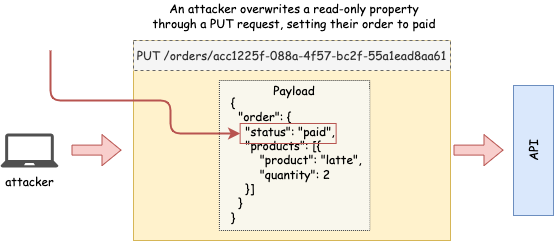 An attacker overwrites a read-only property
through a PUT request, setting their order to paid
PUT /orders/acc1225f-088a-4f57-bc2f-55a1ead8aa61
Payload
{
"order": {
"status": "paid",
"products": [{
"product": "latte",
"quantity": 2
}]
}
}
attacker
API